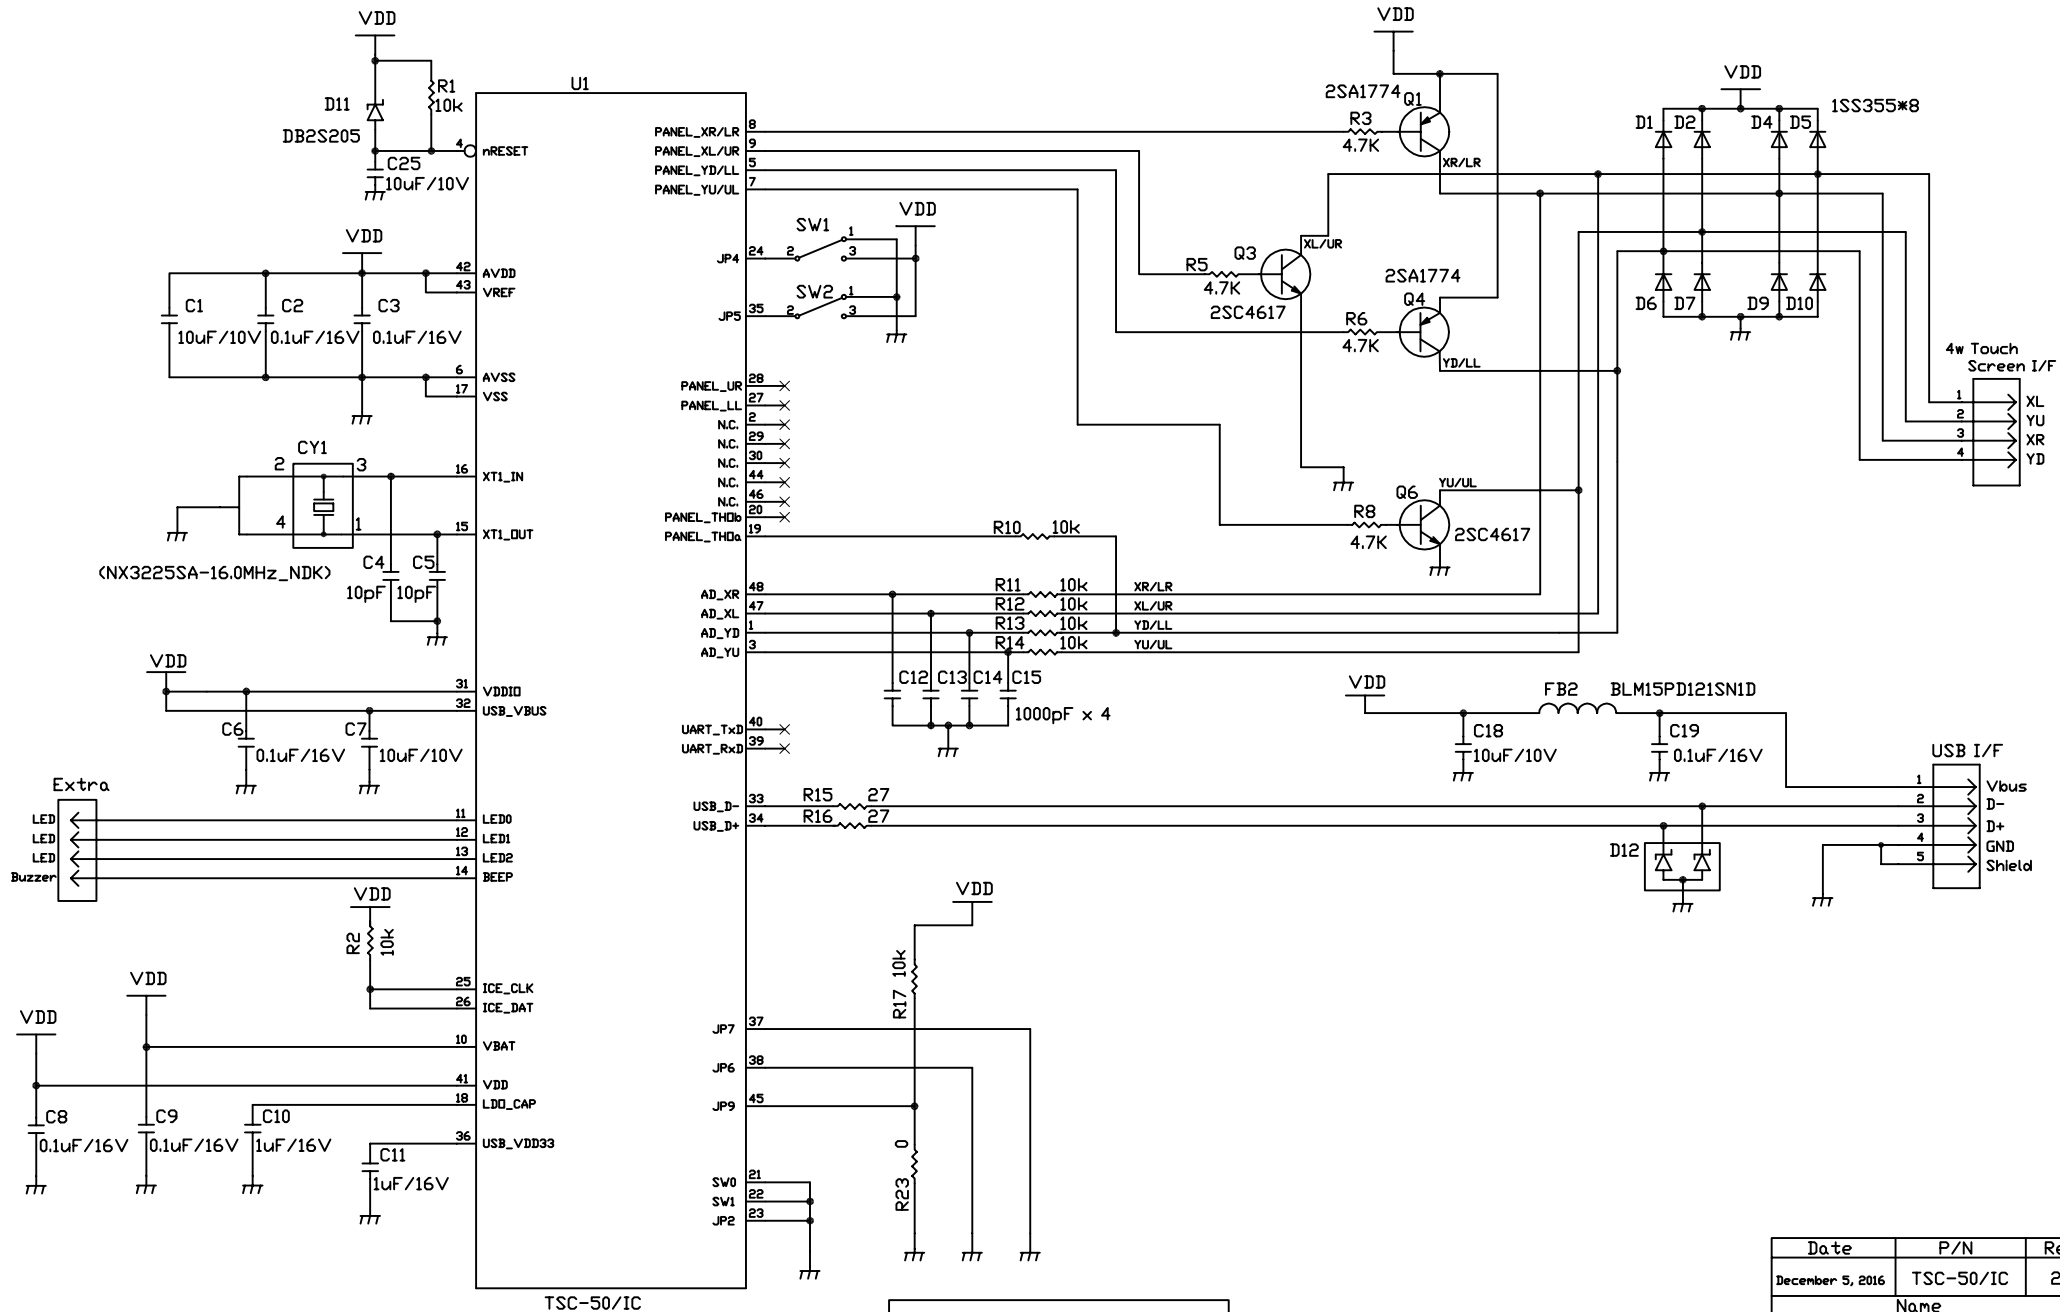 VDD
R1
10k
D11
DB2S205
C25
10uF/10V
4
nRESET
U1
VDD
42 AVDD
43 VREF
C1
10uF/10V
C2
0.1uF/16V
C3
0.1uF/16V
6 AVSS
17 VSS
CY1
2
3
4
1
(NX3225SA-16.0MHz_NDK)
16 XT1_IN
15 XT1_OUT
C4
10pF
C5
10pF
VDD
31 VDDIO
32 USB_VBUS
C6
0.1uF/16V
C7
10uF/10V
Extra
LED
LED
LED
Buzzer
11 LED0
12 LED1
13 LED2
14 BEEP
VDD
R2
10k
25 ICE_CLK
26 ICE_DAT
VDD
VDD
10 VBAT
41 VDD
18 LDO_CAP
36 USB_VDD33
C8
0.1uF/16V
C9
0.1uF/16V
C10
1uF/16V
C11
1uF/16V
TSC-50/IC
PANEL_XR/LR 8
PANEL_XL/UR 9
PANEL_YD/LL 5
PANEL_YU/UL 7
JP4 24
SW1
2
1
3
VDD
JP5 35
SW2
2
1
3
PANEL_UR 28
PANEL_LL 27
N.C. 2
N.C. 29
N.C. 30
N.C. 44
N.C. 46
PANEL_THOb 20
PANEL_THOa 19
R10 10k
AD_XR 48
R11 10k XR/LR
AD_XL 47
R12 10k XL/UR
AD_YD 1
R13 10k YD/LL
AD_YU 3
R14 10k YU/UL
C12
C13
C14
C15
1000pF x 4
UART_TxD 40
UART_RxD 39
USB_D- 33
R15 27
USB_D+ 34
R16 27
VDD
R17 10k
JP7 37
JP6 38
JP9 45
R23 0
SW0 21
SW1 22
JP2 23
VDD
2SA1774
Q1
R3
4.7K
XR/LR
Q3
XL/UR
R5
4.7K
2SC4617
2SA1774
Q4
R6
4.7K
YD/LL
Q6
YU/UL
R8
4.7K
2SC4617
VDD
1SS355*8
D1
D2
D4
D5
D6
D7
D9
D10
4w Touch
Screen I/F
1 XL
2 YU
3 XR
4 YD
VDD
FB2
BLM15PD121SN1D
C18
10uF/10V
C19
0.1uF/16V
USB I/F
1 Vbus
2 D-
3 D+
4 GND
5 Shield
D12
Date P/N
December 5, 2016 TSC-50/IC 2
Name